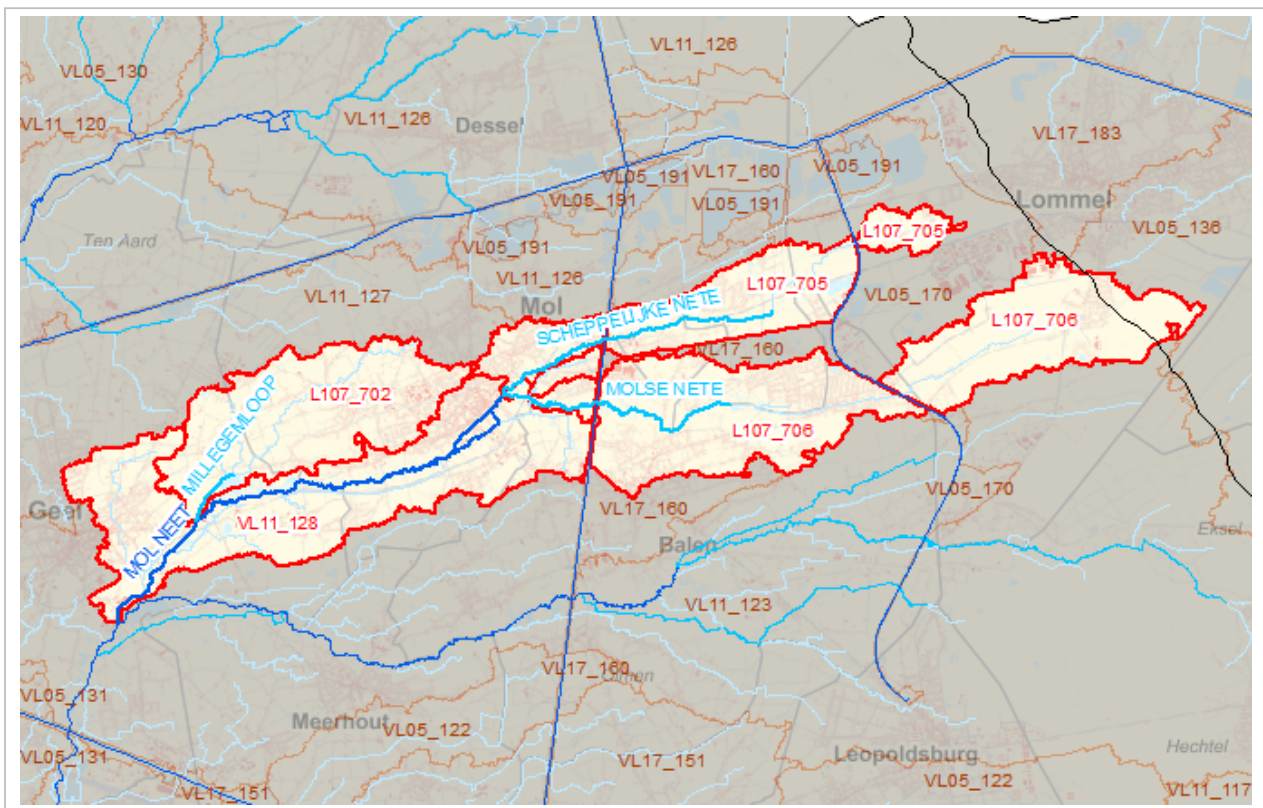 VL11_126
VL05_130
VL11_120
VL11_126
Dessel
VL17_183
VL05_191
VL17_160
VL05_191
VL05_191
VL05_191
Lommel
Ten Aard
VL05_191
VL05_136
L107_705
VL11_126
VL11_127
Mol
L107_705
VL05_170
SCHEPPELIJKE NETE
L107_706
VL17_160
L107_702
MOLSE NETE
MILLEGEMLOOP
L107_706
Geel
VL11_128
MOL NEET
VL17_160
VL05_170
Balen
Eksel
VL11_123
VL17_160
Olmen
VL05_131
Meerhout
VL05_122
VL05_131
VL17_151
Leopoldsburg
Hechtel
VL17_151
VL05_122
VL11_117